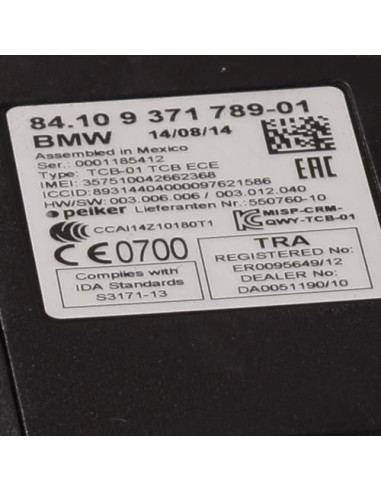 84.10 9 371 789-01
BMW 14/08/14
Assembled in Mexico
Ser.: 0001185412
Type: TCB-01 TCB ECE
IMEI: 357510042662368
ICCID: 89314404000097621586
HW/SW: 003.006.006 / 003.012.040
peiker Lieferanten Nr.: 550760-10
EAC
MSIP-CRM-
QWY-TCB-01
CCAI14Z10180T1
CE0700
Complies with
IDA Standards
S3171-13
TRA
REGISTERED No:
ER0095649/12
DEALER No:
DA0051190/10